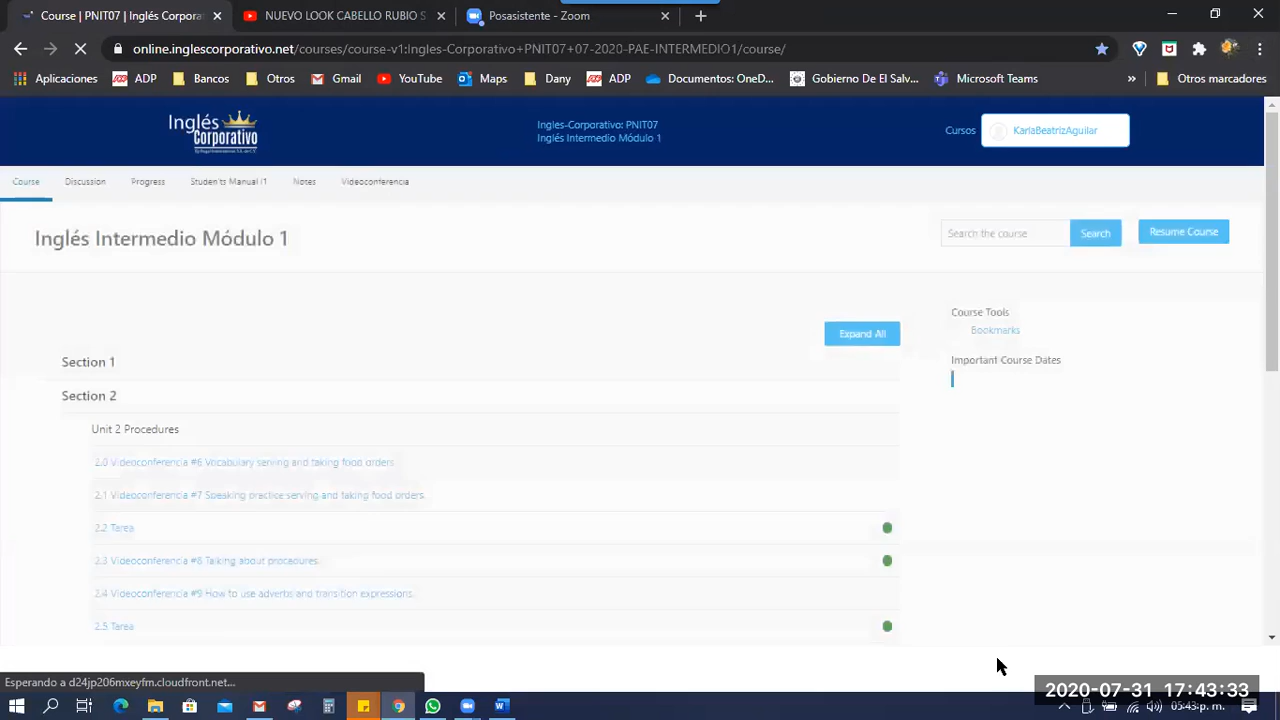 Course | PNIT07 Inglés Corporativo
NUEVO LOOK CABELLO RUBIO S
Posasistente - Zoom
online.inglescorporativo.net/courses/course-v1:Ingles-Corporativo+PNIT07+07-2020-PAE-INTERMEDIO1/course/
Aplicaciones
ADP
Bancos
Otros
Gmail
YouTube
Maps
Dany
ADP
Documentos: OneD...
Gobierno De El Salv...
Microsoft Teams
»
Otros marcadores
Inglés
Corporativo
Ingles-Corporativo: PNIT07
Inglés Intermedio Módulo 1
Cursos
KarlaBeatrizAguilar
Course
Discussion
Progress
Notes
Videoconferencia
Inglés Intermedio Módulo 1
Search the course
Search
Resume Course
Course Tools
Bookmarks
Expand All
Important Course Dates
Section 1
Section 2
Unit 2 Procedures
2.0 Videoconferencia #6 Vocabulary serving and taking food orders
2.1 Videoconferencia #7 Speaking practice serving and taking food orders.
2.2 Tarea
2.3 Videoconferencia #8 Talking about procedures.
2.4 Videoconferencia #9 How to use adverbs and transition expressions.
2.5 Tarea
Esperando a d24jp206mxeyfm.cloudfront.net...
2020-07-31 17:43:33
05:43 p. m.